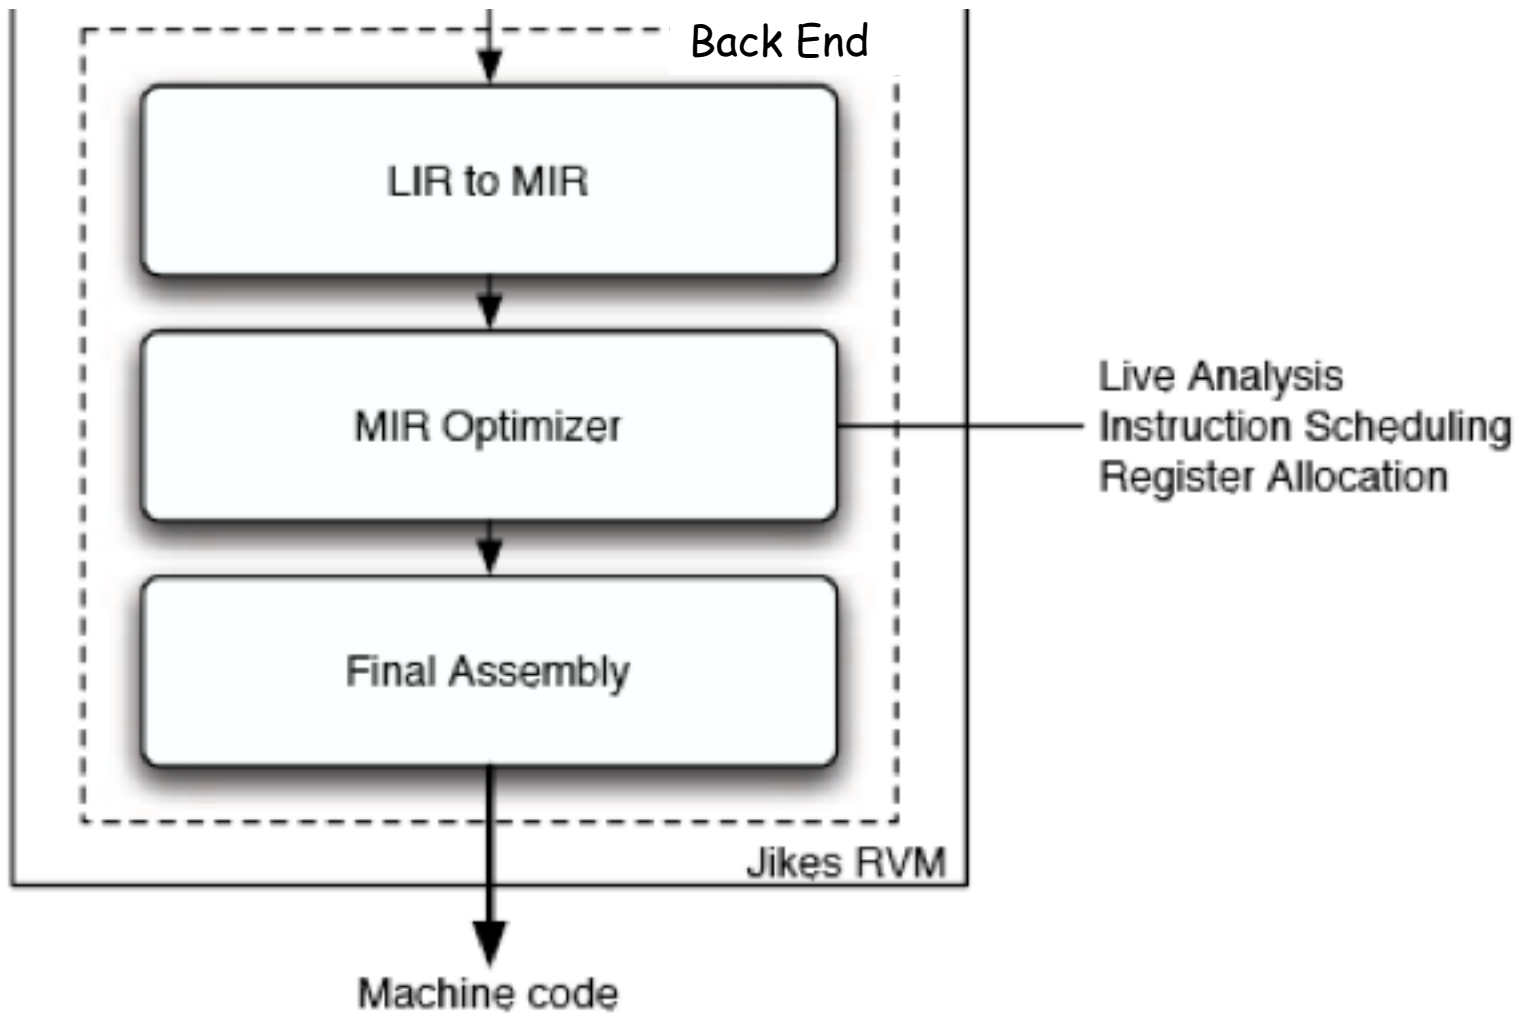 Back End
LIR to MIR
MIR Optimizer
Live Analysis
Instruction Scheduling
Register Allocation
Final Assembly
Jikes RVM
Machine code